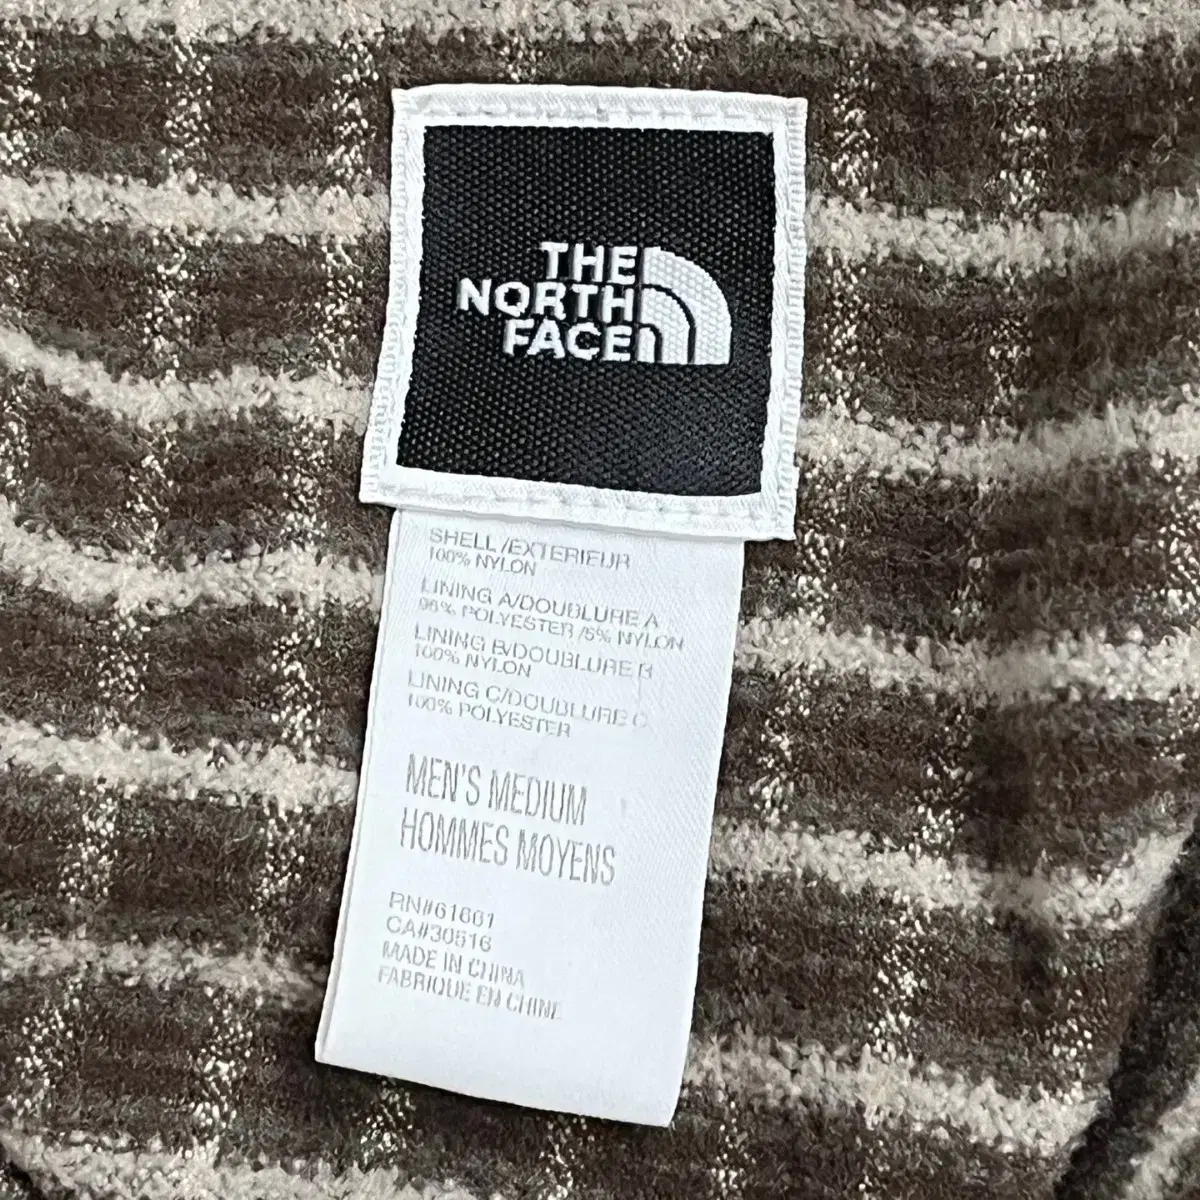 THE
NORTH
FACE
SHELL/EXTERIEUR
100% NYLON
LINING A/DOUBLURE A
95% POLYESTER/5% NYLON
LINING B/DOUBLURE B
100% NYLON
LINING C/DOUBLURE C
100% POLYESTER
MEN'S MEDIUM
HOMMES MOYENS
RN#61661
CA#30516
MADE IN CHINA
FABRIQUE EN CHINE